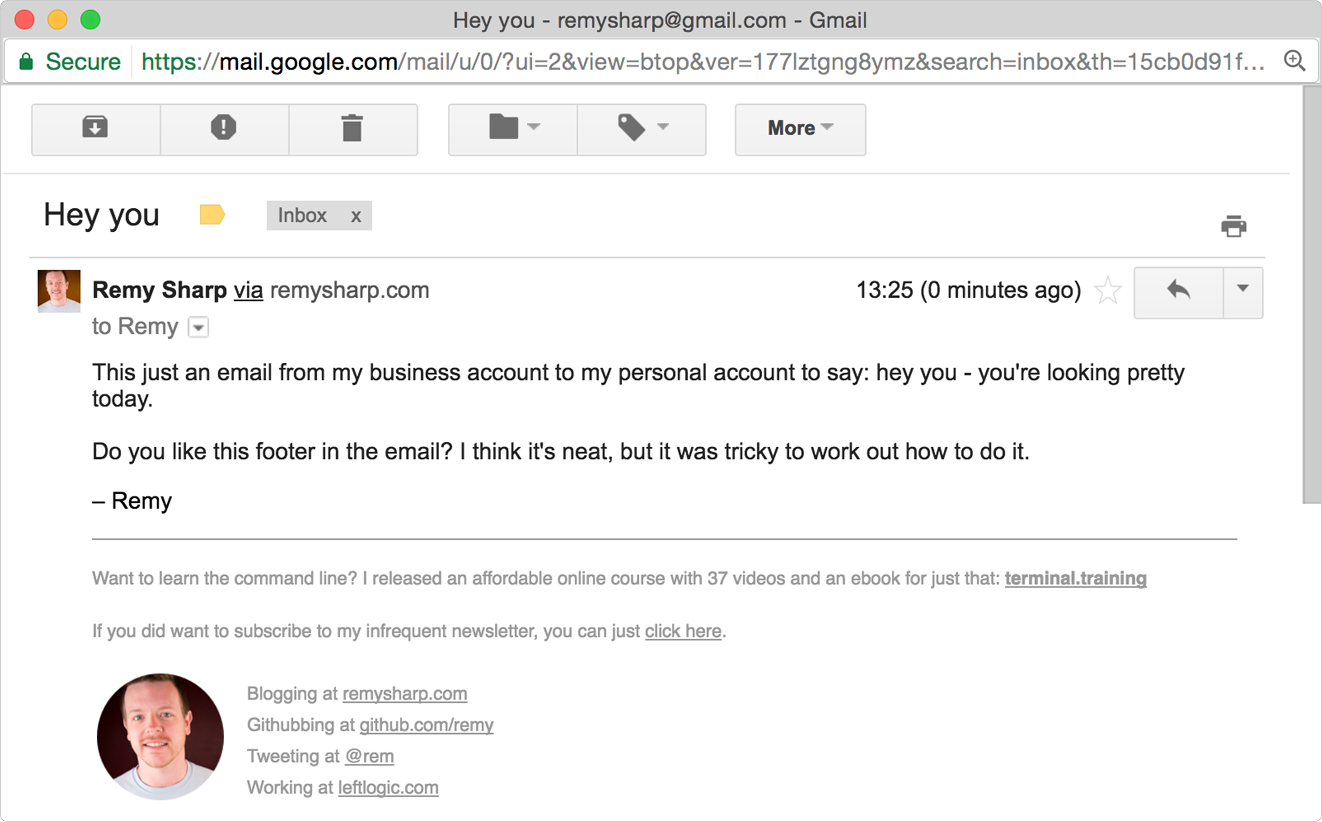 Hey you - remysharp@gmail.com - Gmail
Secure https://mail.google.com/mail/u/0/?ui=2&view=btop&ver=177lztgng8ymz&search=inbox&th=15cb0d91f...
More
Hey you Inbox x
Remy Sharp via remysharp.com 13:25 (0 minutes ago)
to Remy
This just an email from my business account to my personal account to say: hey you - you're looking pretty
today.
Do you like this footer in the email? I think it's neat, but it was tricky to work out how to do it.
– Remy
Want to learn the command line? I released an affordable online course with 37 videos and an ebook for just that: terminal.training
If you did want to subscribe to my infrequent newsletter, you can just click here.
Blogging at remysharp.com
Githubbing at github.com/remy
Tweeting at @rem
Working at leftlogic.com